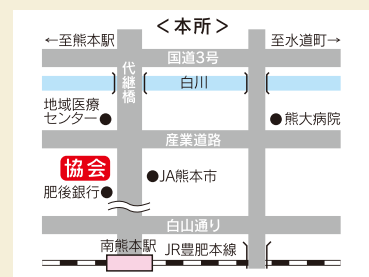 ＜本所＞
←至熊本駅
至水道町→
国道3号
代継橋
白川
地域医療
センター
熊大病院
産業道路
協会
JA熊本市
肥後銀行
白山通り
南熊本駅
JR豊肥本線